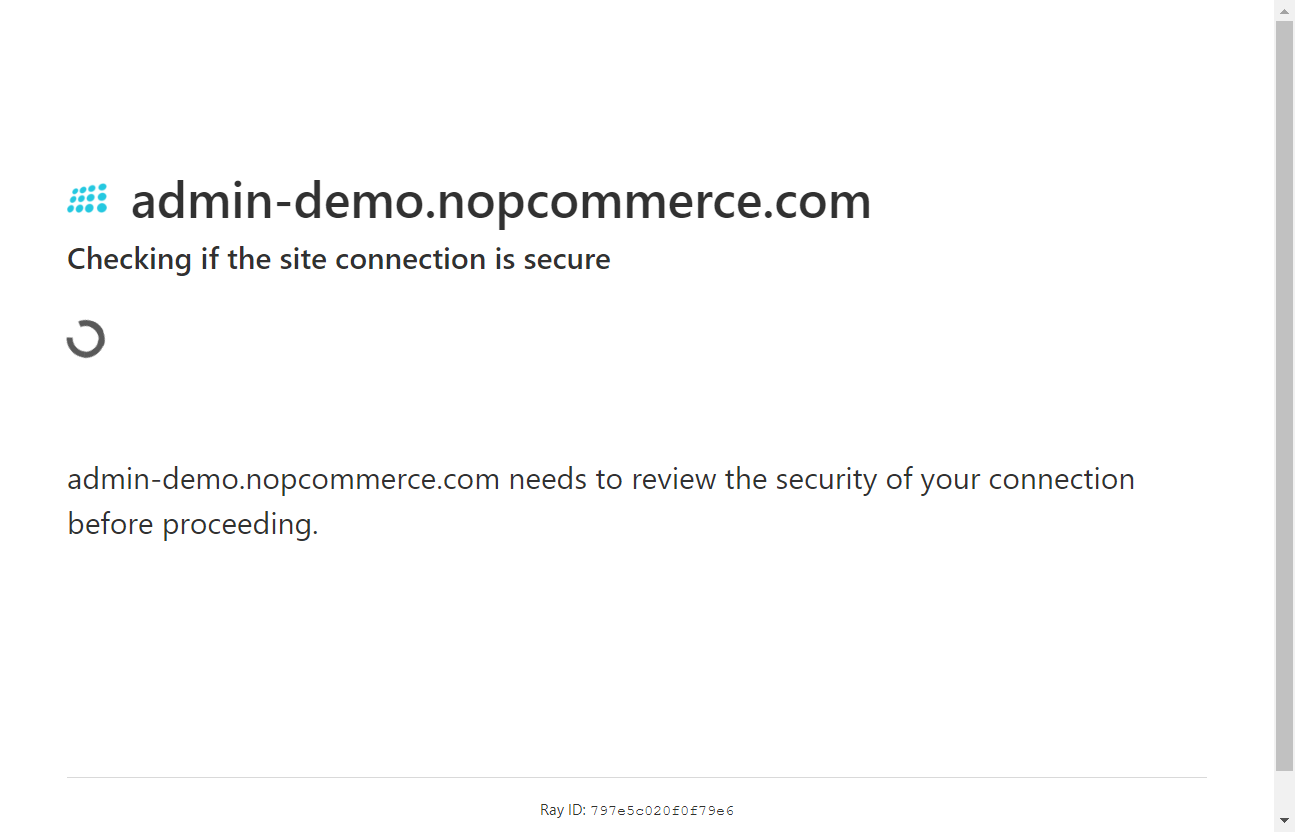 admin-demo.nopcommerce.com
Checking if the site connection is secure
admin-demo.nopcommerce.com needs to review the security of your connection
before proceeding.
Ray ID: 797e5c020f0f79e6